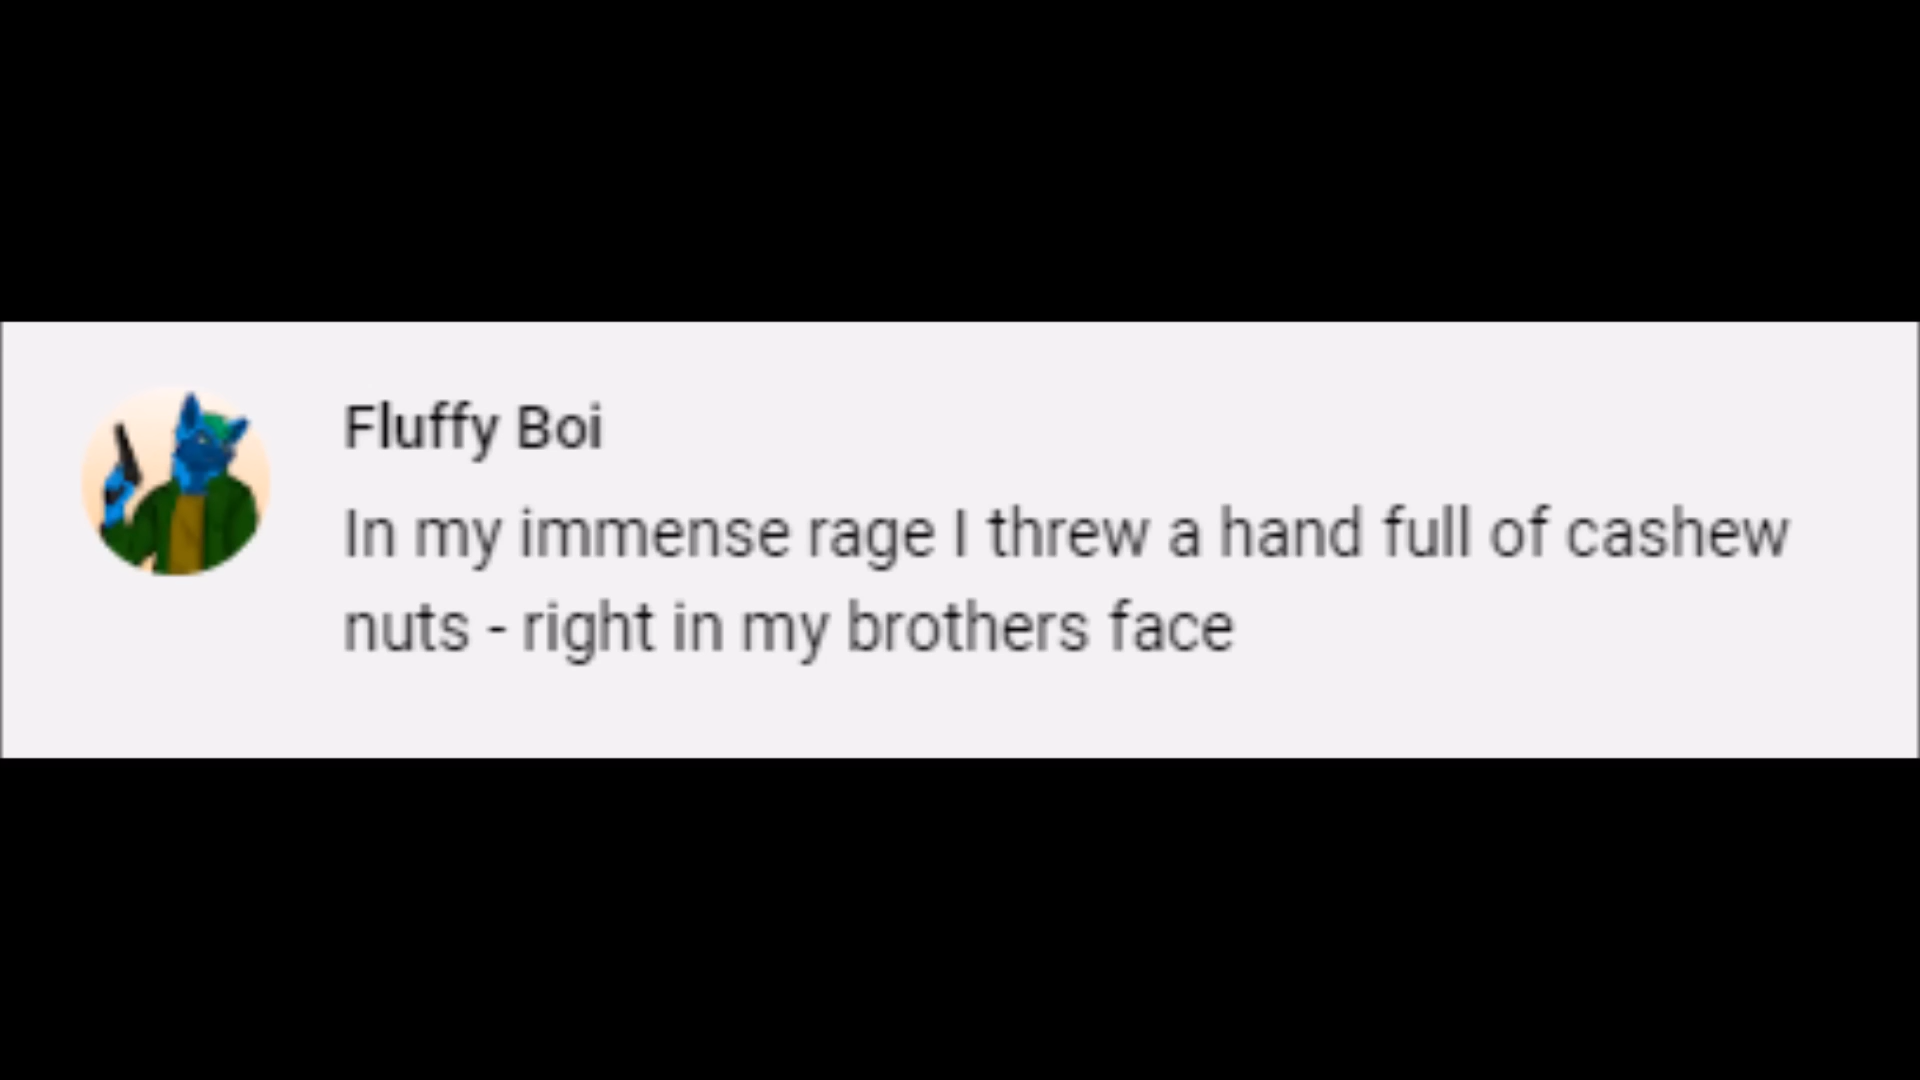 Fluffy Boi
In my immense rage I threw a hand full of cashew
nuts - right in my brothers face